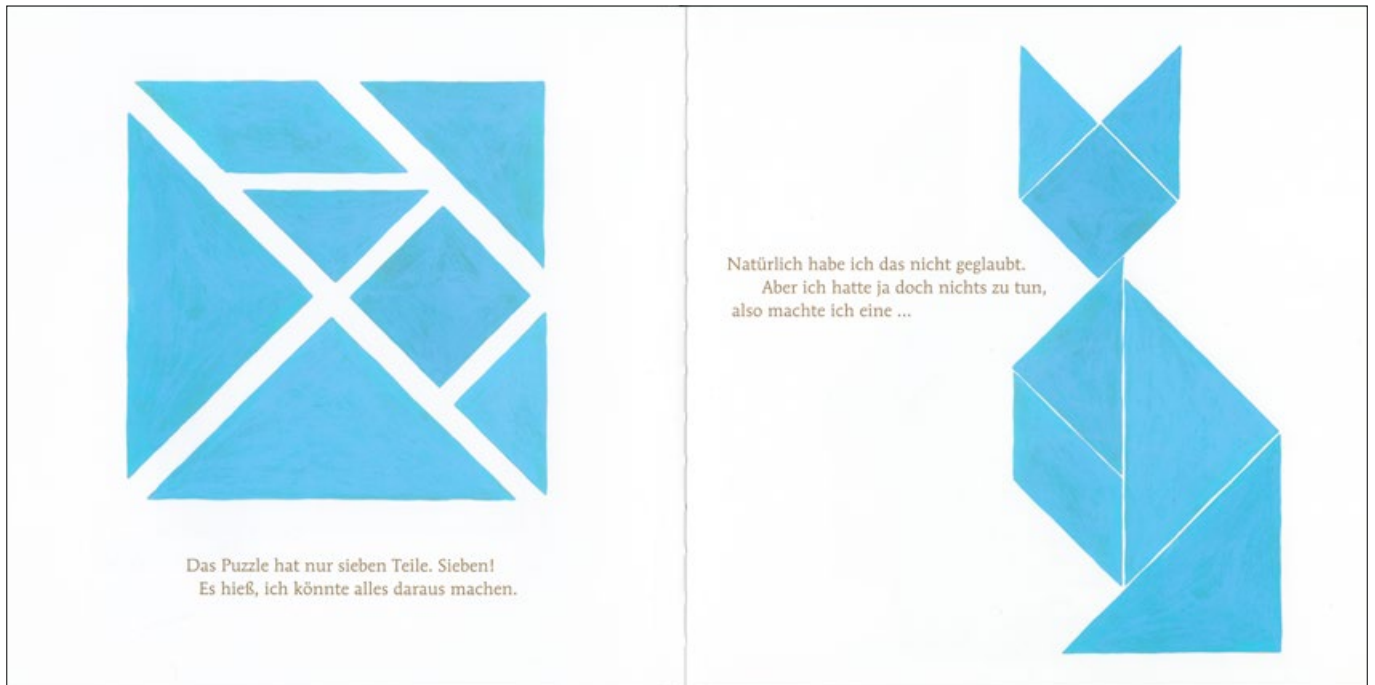 Das Puzzle hat nur sieben Teile. Sieben!
Es hieß, ich könnte alles daraus machen.
Natürlich habe ich das nicht geglaubt.
Aber ich hatte ja doch nichts zu tun,
also machte ich eine ...